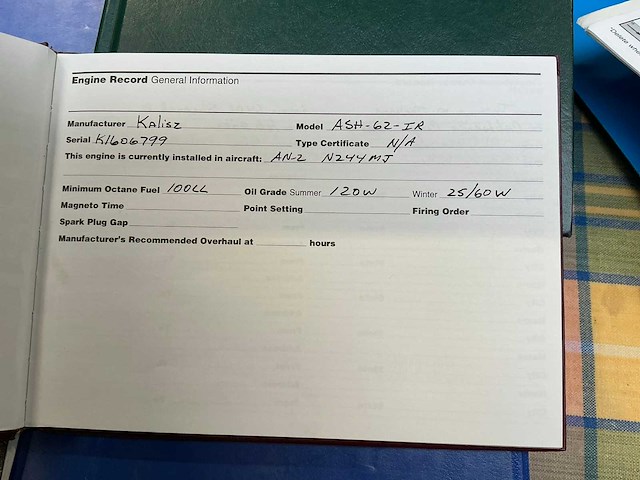 Engine Record General Information
Manufacturer Kalisz Model ASH-62-IR
Serial K1606799 Type Certificate N/A
This engine is currently installed in aircraft: AN-2 N244MJ
Minimum Octane Fuel 100LL Oil Grade Summer 120W Winter 25/60W
Magneto Time Point Setting Firing Order
Spark Plug Gap
Manufacturer's Recommended Overhaul at hours
"Delete